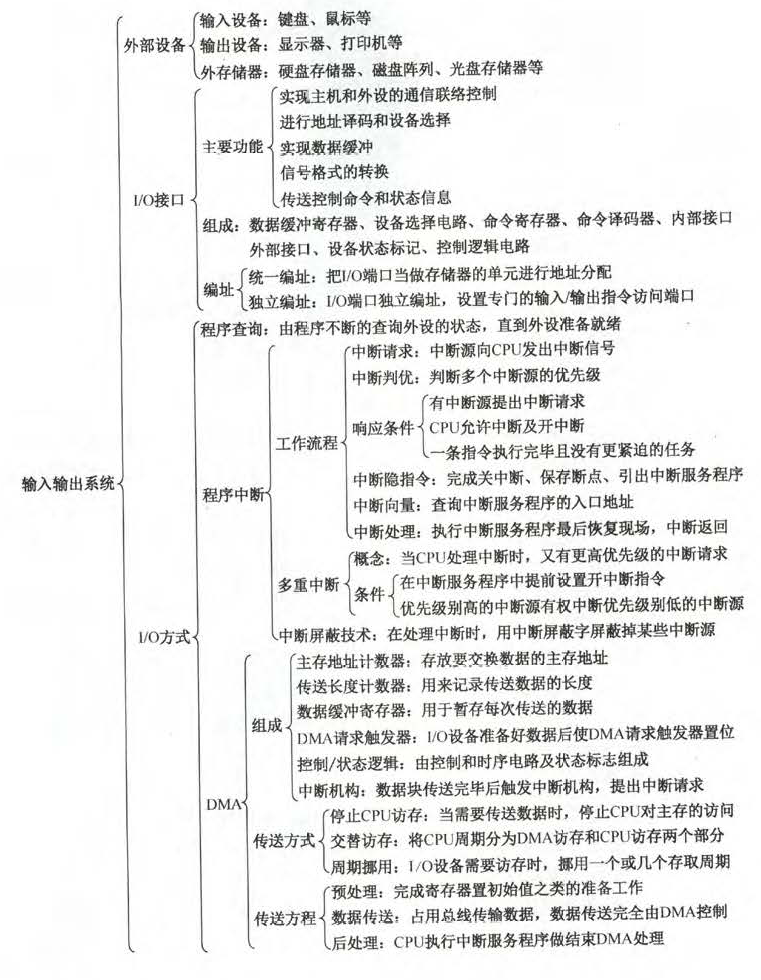 输入输出系统
外部设备
输入设备：键盘、鼠标等
输出设备：显示器、打印机等
外存储器：硬盘存储器、磁盘阵列、光盘存储器等
I/O接口
主要功能
实现主机和外设的通信联络控制
进行地址译码和设备选择
实现数据缓冲
信号格式的转换
传送控制命令和状态信息
组成：数据缓冲寄存器、设备选择电路、命令寄存器、命令译码器、内部接口
外部接口、设备状态标记、控制逻辑电路
编址
统一编址：把I/O端口当做存储器的单元进行地址分配
独立编址：I/O端口独立编址，设置专门的输入/输出指令访问端口
I/O方式
程序查询：由程序不断的查询外设的状态，直到外设准备就绪
程序中断
工作流程
中断请求：中断源向CPU发出中断信号
中断判优：判断多个中断源的优先级
响应条件
有中断源提出中断请求
CPU允许中断及开中断
一条指令执行完毕且没有更紧迫的任务
中断隐指令：完成关中断、保存断点、引出中断服务程序
中断向量：查询中断服务程序的入口地址
中断处理：执行中断服务程序最后恢复现场，中断返回
多重中断
概念：当CPU处理中断时，又有更高优先级的中断请求
条件
在中断服务程序中提前设置开中断指令
优先级别高的中断源有权中断优先级别低的中断源
中断屏蔽技术：在处理中断时，用中断屏蔽字屏蔽掉某些中断源
DMA
组成
主存地址计数器：存放要交换数据的主存地址
传送长度计数器：用来记录传送数据的长度
数据缓冲寄存器：用于暂存每次传送的数据
DMA请求触发器：I/O设备准备好数据后使DMA请求触发器置位
控制/状态逻辑：由控制和时序电路及状态标志组成
中断机构：数据块传送完毕后触发中断机构，提出中断请求
传送方式
停止CPU访存：当需要传送数据时，停止CPU对主存的访问
交替访存：将CPU周期分为DMA访存和CPU访存两个部分
周期挪用：I/O设备需要访存时，挪用一个或几个存取周期
传送方程
预处理：完成寄存器置初始值之类的准备工作
数据传送：占用总线传输数据，数据传送完全由DMA控制
后处理：CPU执行中断服务程序做结束DMA处理